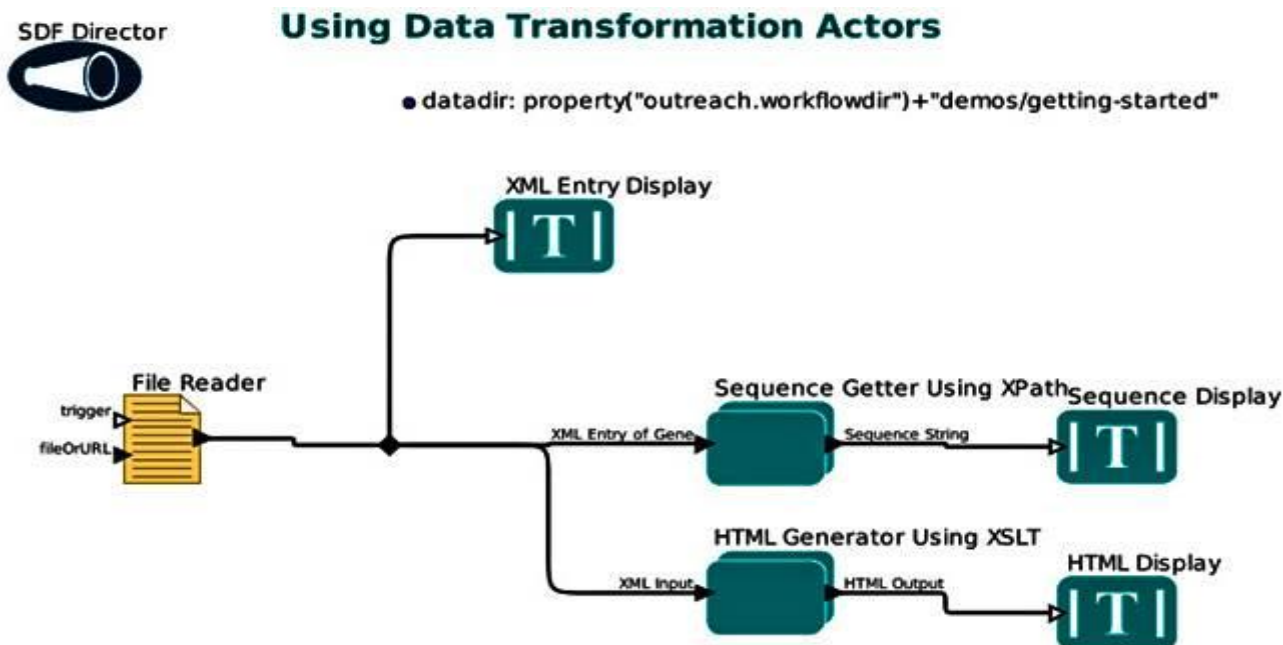 Using Data Transformation Actors
SDF Director
● datadir: property("outreach.workflowdir")+"demos/getting-started"
XML Entry Display
T
File Reader
trigger
fileOrURL
Sequence Getter Using XPath
XML Entry of Gene
Sequence String
Sequence Display
T
HTML Generator Using XSLT
XML Input
HTML Output
HTML Display
T